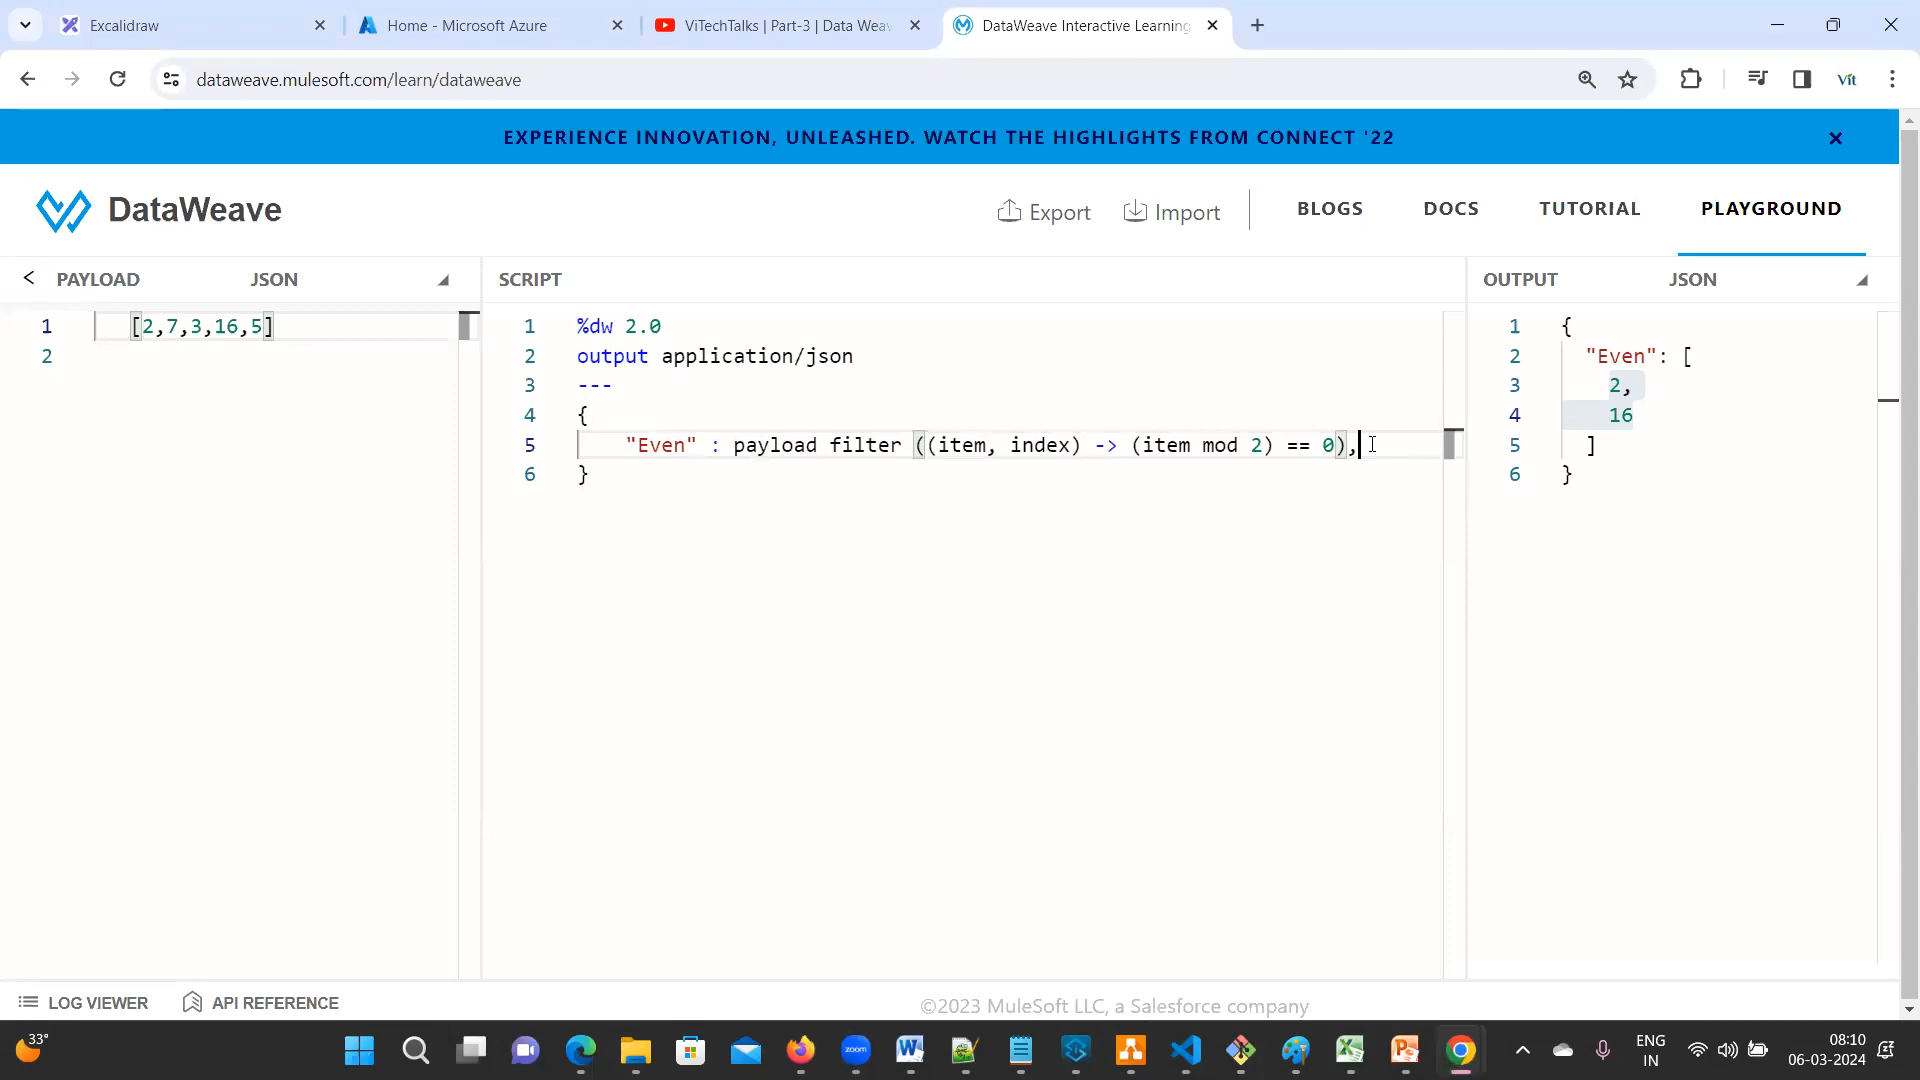 Excalidraw
Home - Microsoft Azure
ViTechTalks | Part-3 | Data Weav
DataWeave Interactive Learning
dataweave.mulesoft.com/learn/dataweave
Vit
EXPERIENCE INNOVATION, UNLEASHED. WATCH THE HIGHLIGHTS FROM CONNECT '22
DataWeave
Export
Import
BLOGS
DOCS
TUTORIAL
PLAYGROUND
PAYLOAD
JSON
1 [2,7,3,16,5]
2
SCRIPT
1 %dw 2.0
2 output application/json
3 ---
4 {
5 "Even" : payload filter ((item, index) -> (item mod 2) == 0),
6 }
OUTPUT
JSON
1 {
2 "Even": [
3 2,
4 16
5 ]
6 }
LOG VIEWER
API REFERENCE
©2023 MuleSoft LLC, a Salesforce company
33°
zoom
ENG
IN
08:10
06-03-2024